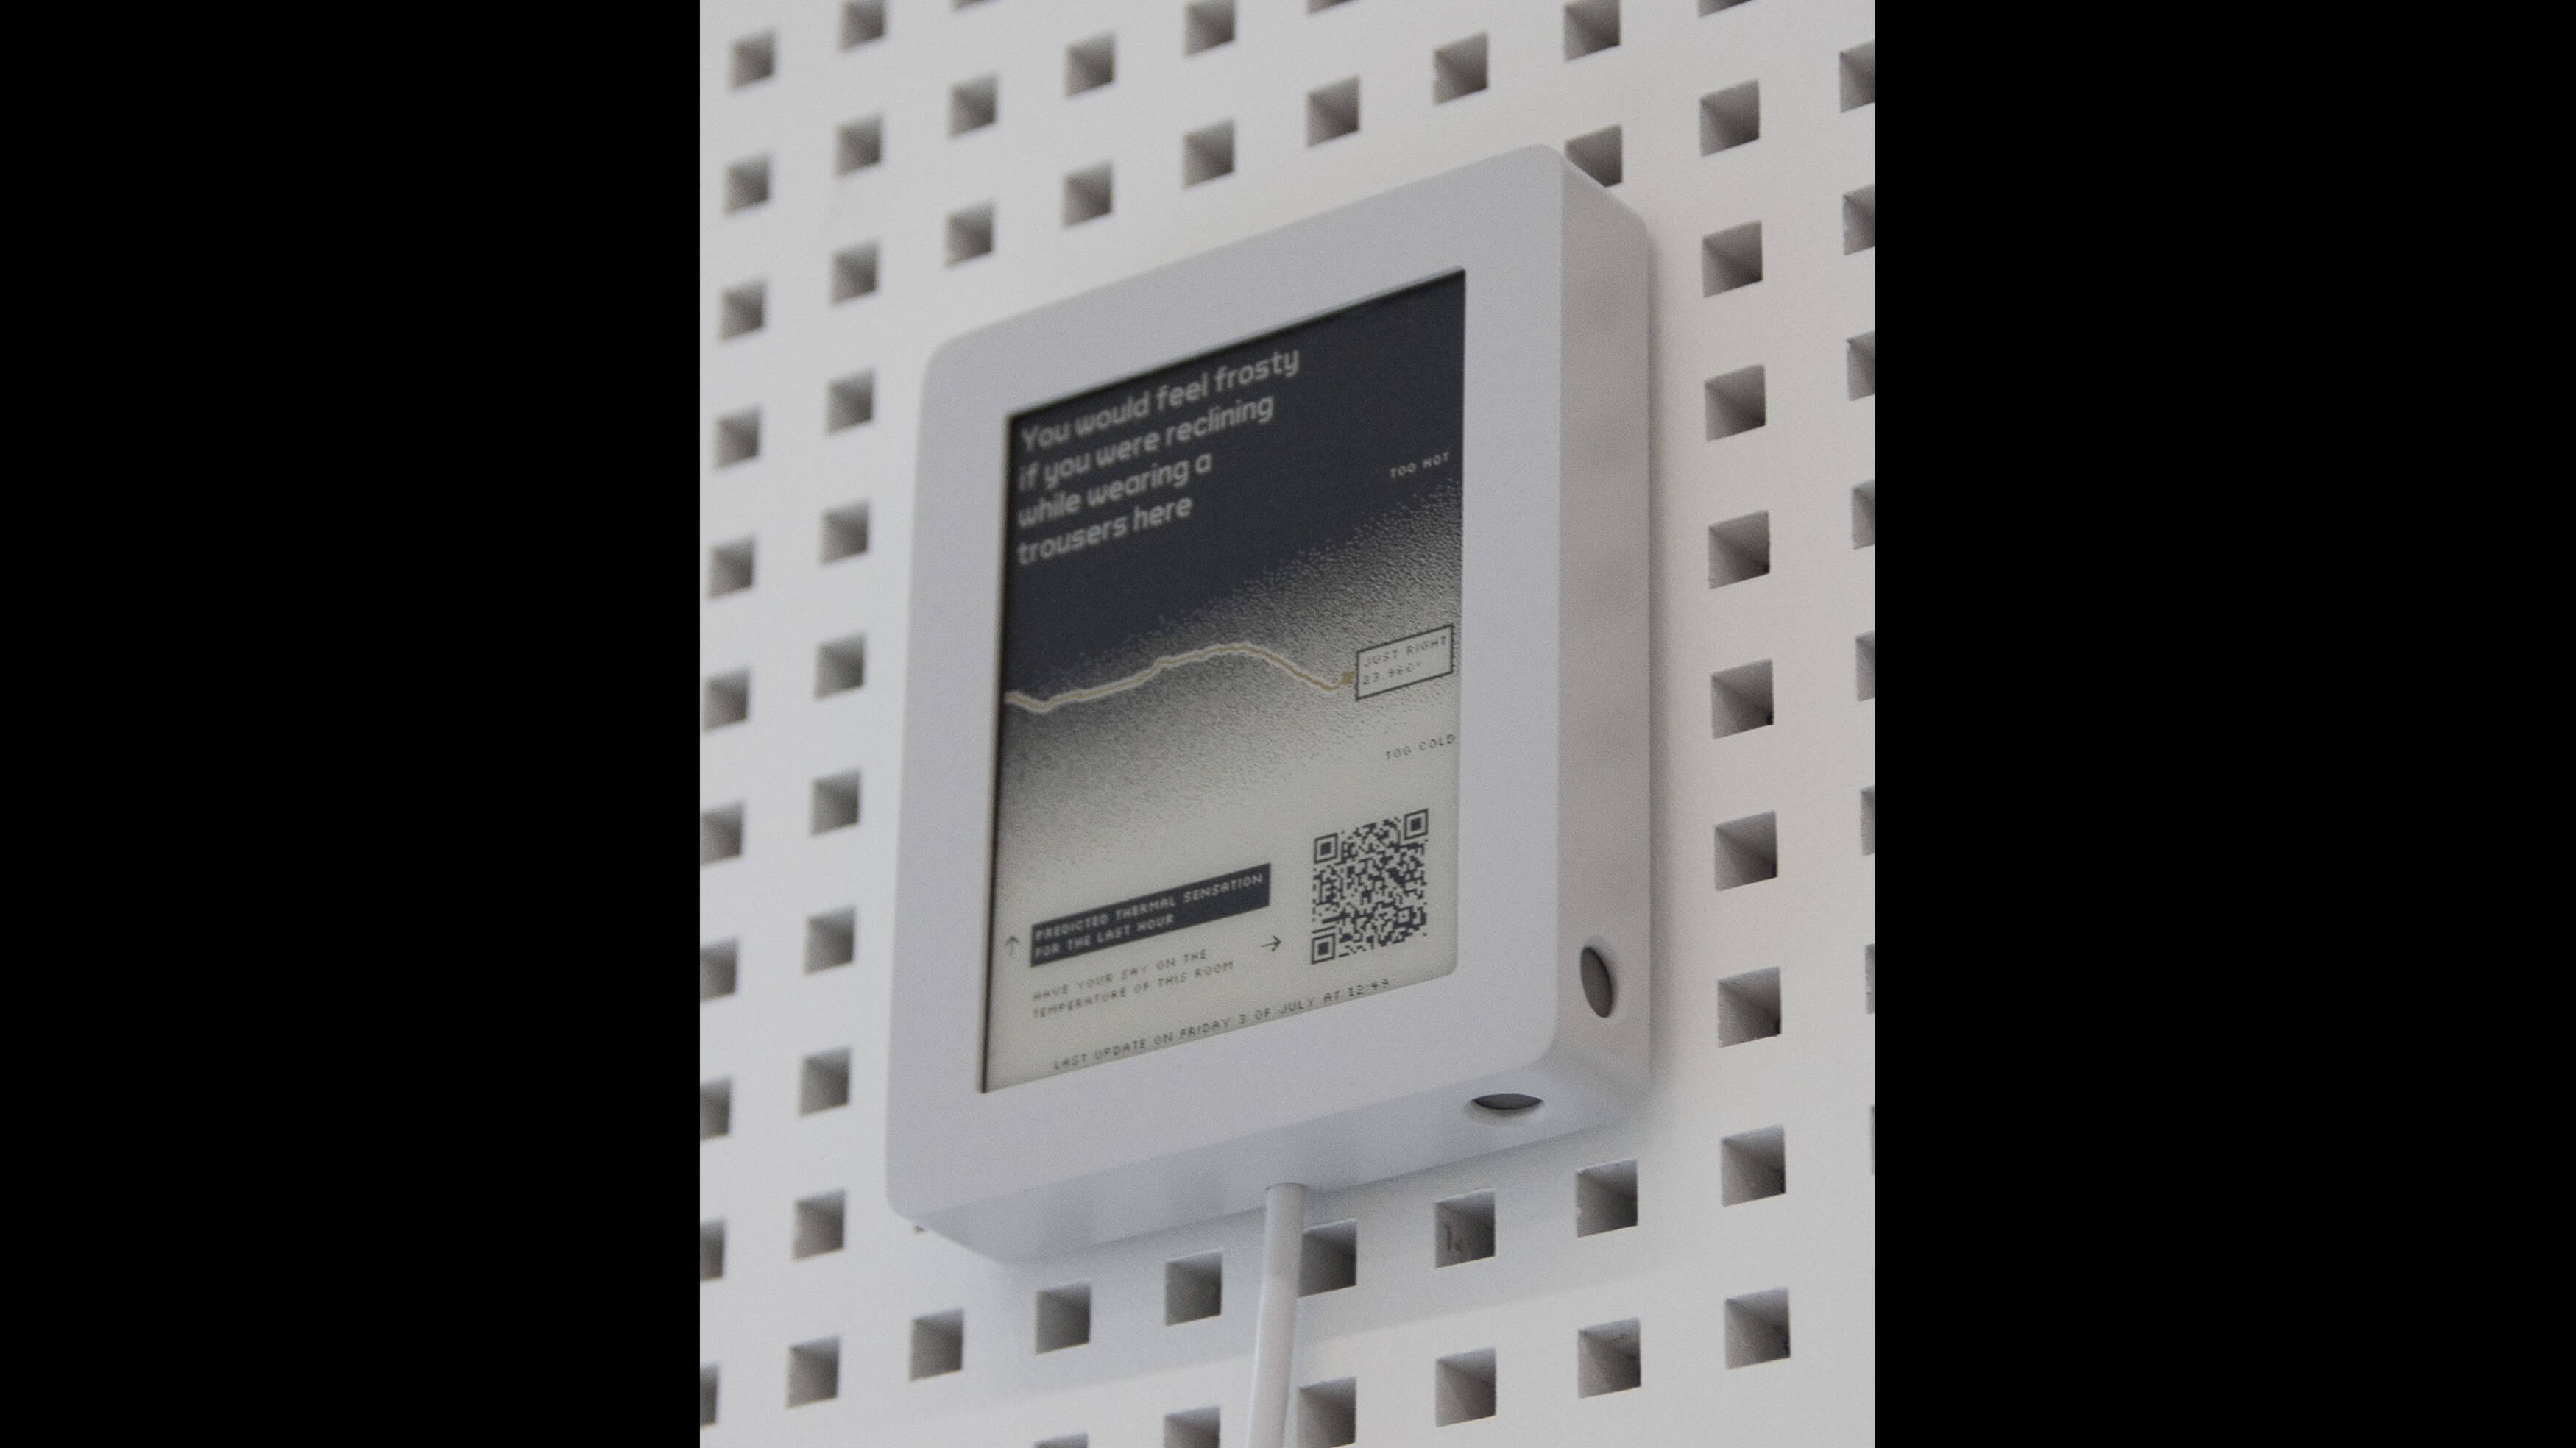 You would feel frosty
if you were reclining
while wearing a
trousers here
TOO HOT
JUST RIGHT
23.96C°
TOO COLD
PREDICTED THERMAL SENSATION
FOR THE LAST HOUR
HAVE YOUR SAY ON THE
TEMPERATURE OF THIS ROOM
LAST UPDATE ON FRIDAY 3 OF JULY AT 12:49